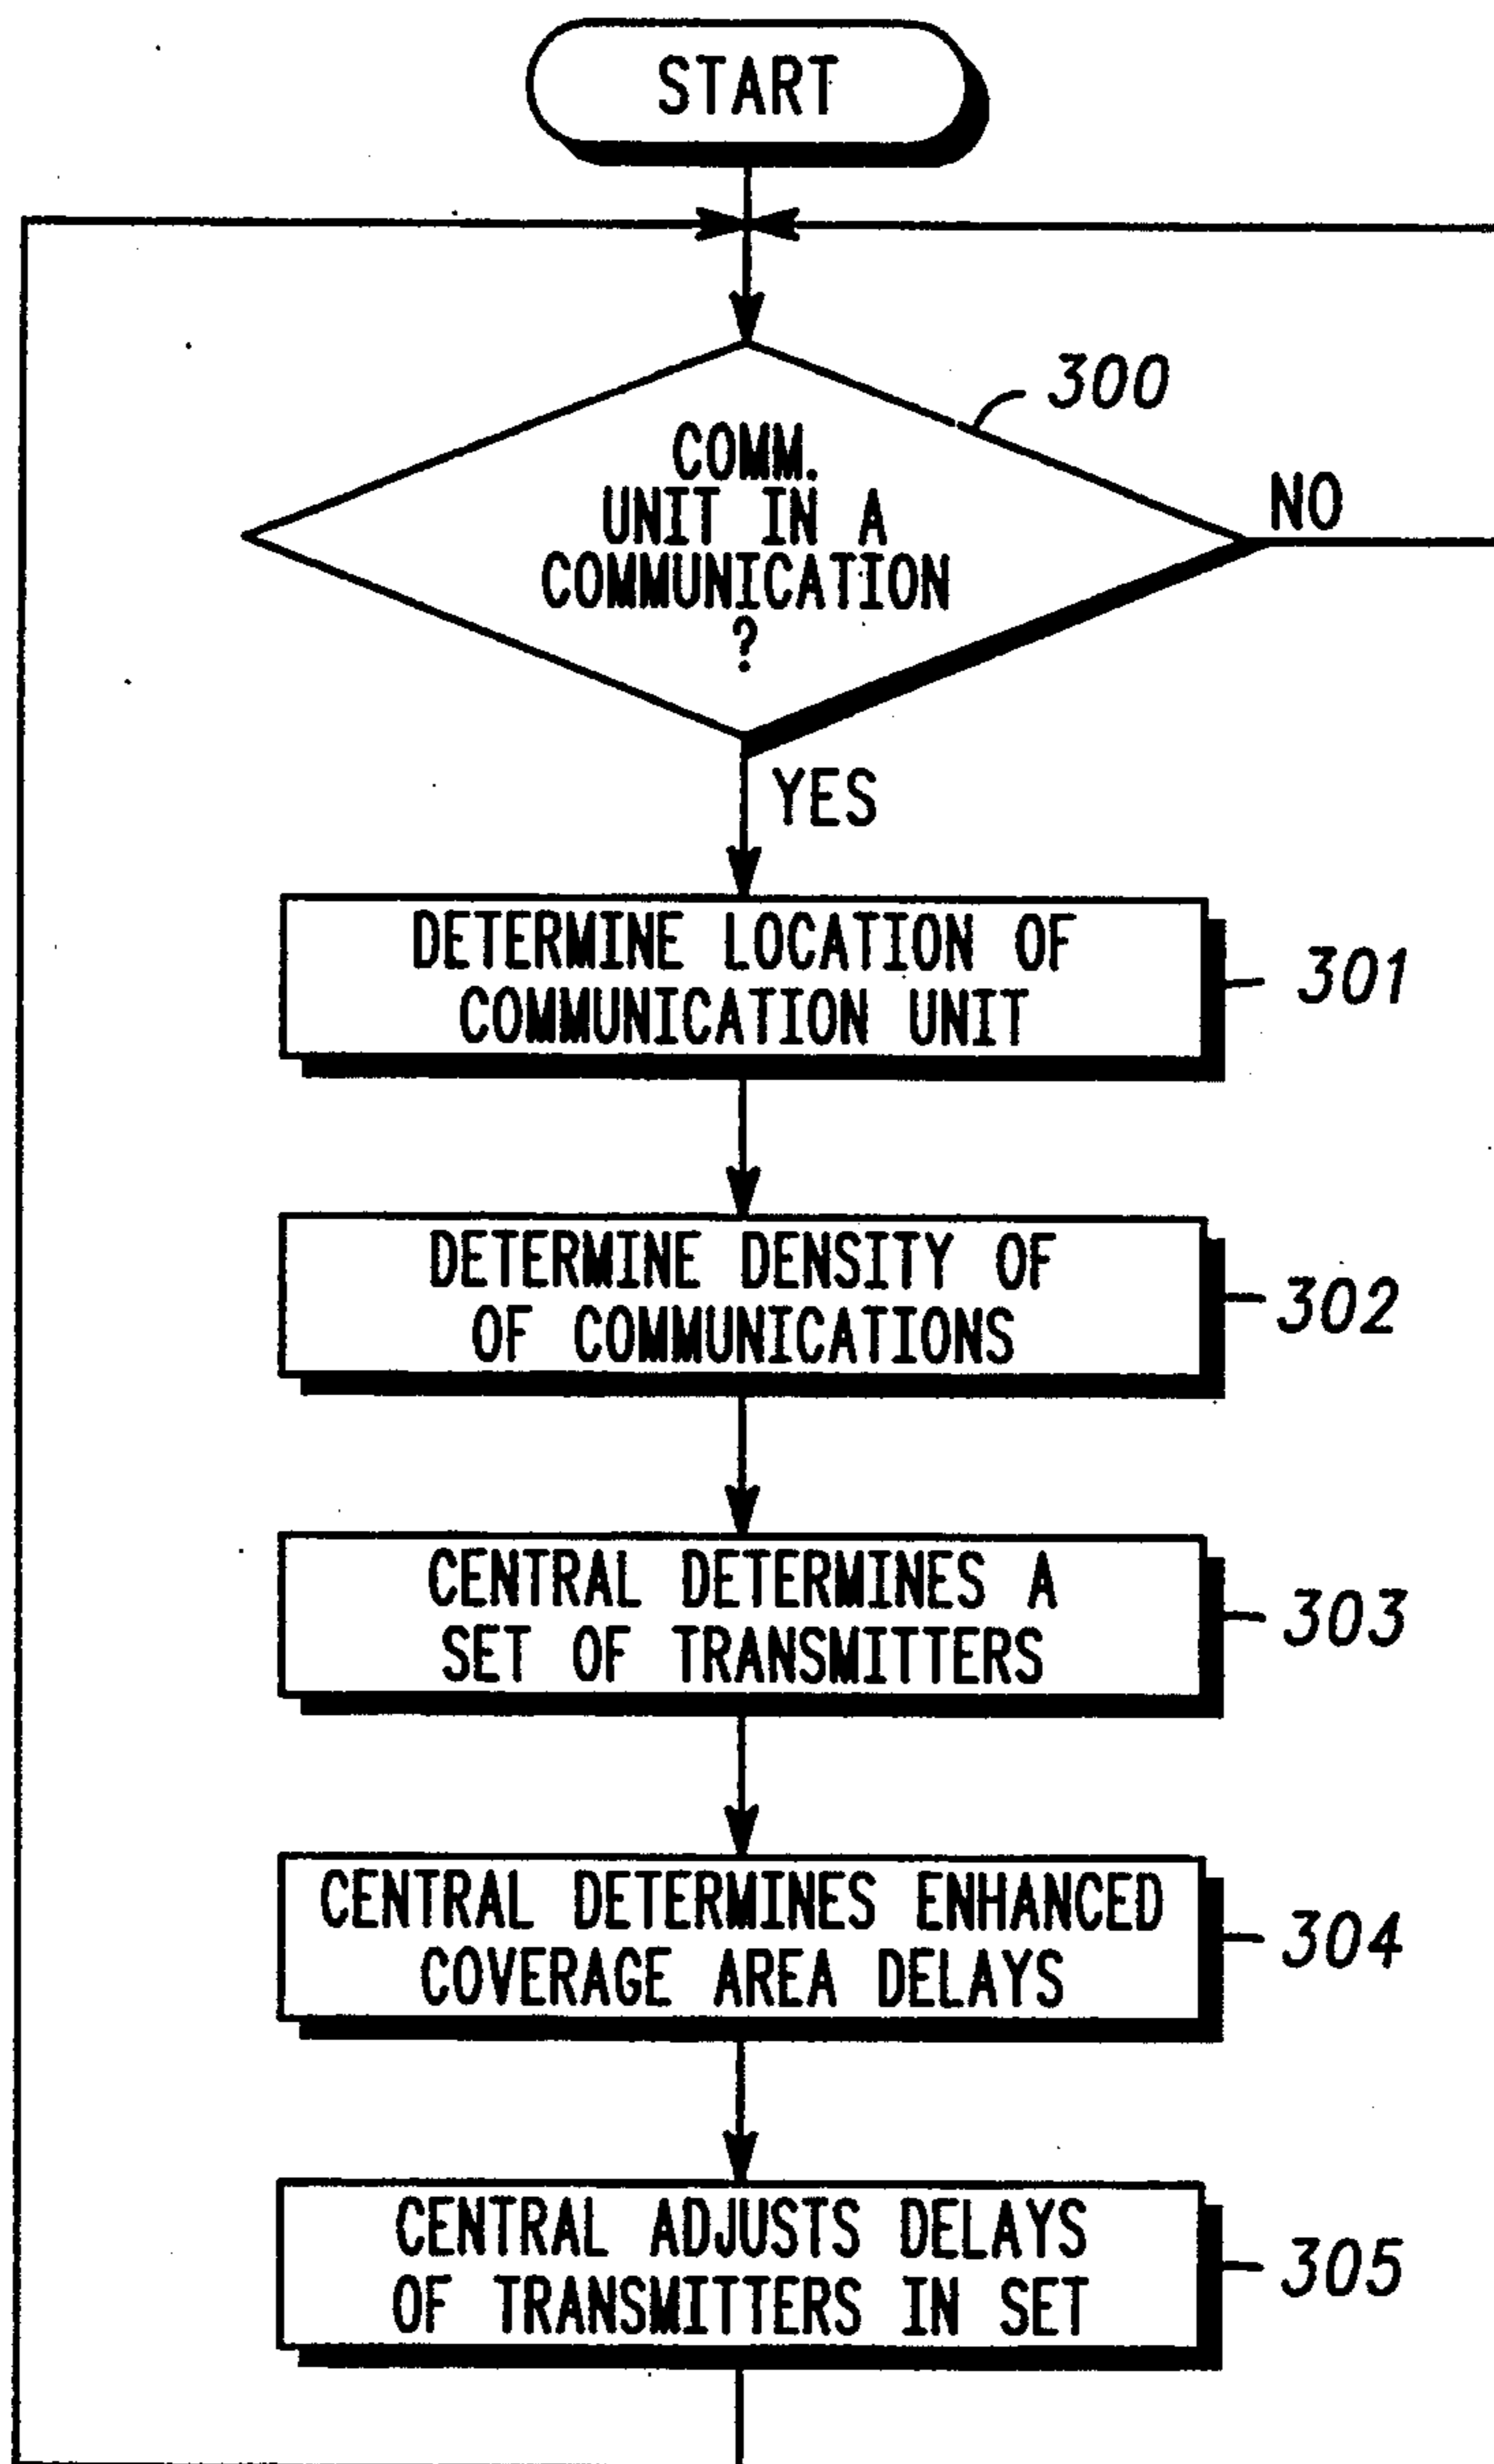 START
300
COMM.
UNIT IN A
COMMUNICATION
?
NO
YES
DETERMINE LOCATION OF
COMMUNICATION UNIT
301
DETERMINE DENSITY OF
OF COMMUNICATIONS
302
CENTRAL DETERMINES A
SET OF TRANSMITTERS
303
CENTRAL DETERMINES ENHANCED
COVERAGE AREA DELAYS
304
CENTRAL ADJUSTS DELAYS
OF TRANSMITTERS IN SET
305